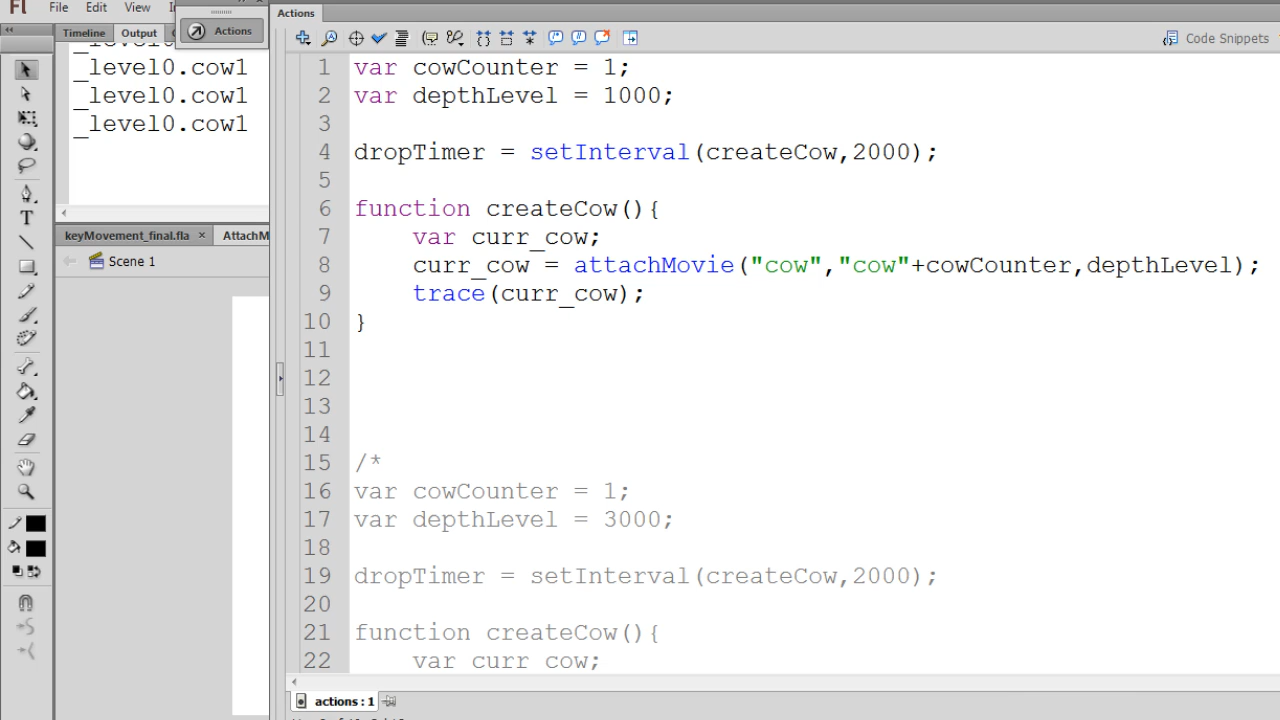 Fl File Edit View
Timeline Output
Actions
Actions
_level0.cow1
_level0.cow1
_level0.cow1
Code Snippets
keyMovement_final.fla × AttachM
Scene 1
T
1 var cowCounter = 1;
2 var depthLevel = 1000;
3
4 dropTimer = setInterval(createCow,2000);
5
6 function createCow(){
7 var curr_cow;
8 curr_cow = attachMovie("cow","cow"+cowCounter,depthLevel);
9 trace(curr_cow);
10 }
11
12
13
14
15 /*
16 var cowCounter = 1;
17 var depthLevel = 3000;
18
19 dropTimer = setInterval(createCow,2000);
20
21 function createCow(){
22 var curr_cow;
actions : 1